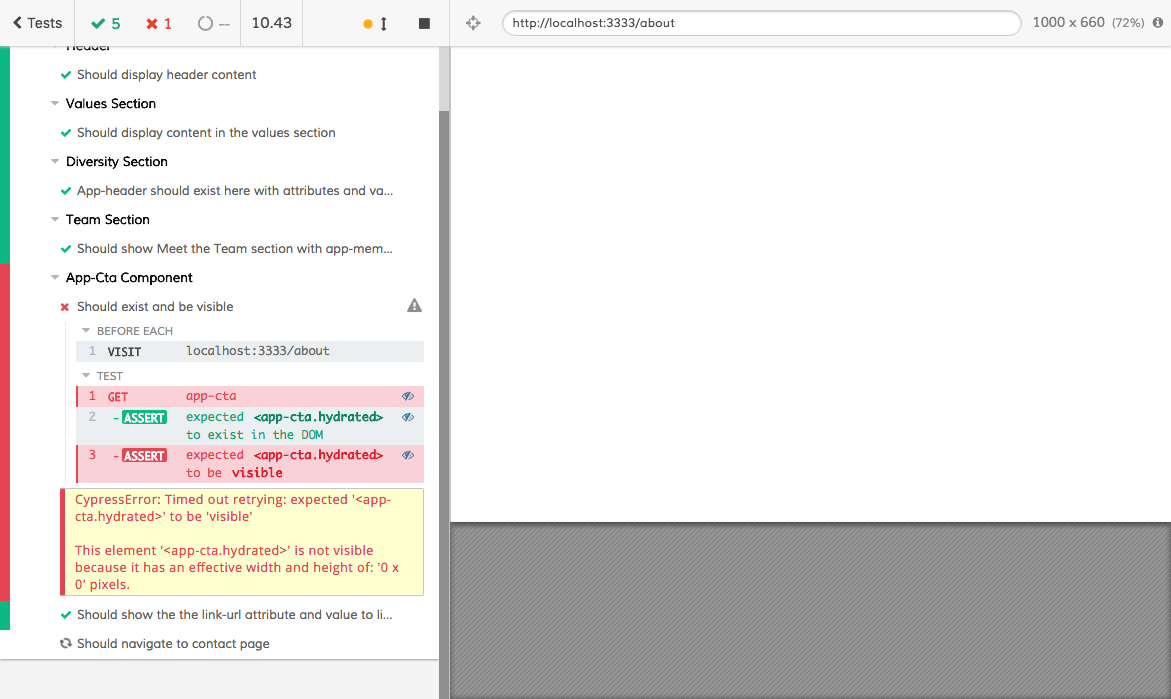 Tests 5 1 -- 10.43 http://localhost:3333/about 1000 x 660 (72%)
Header
Should display header content
Values Section
Should display content in the values section
Diversity Section
App-header should exist here with attributes and va...
Team Section
Should show Meet the Team section with app-mem...
App-Cta Component
Should exist and be visible
BEFORE EACH
1 VISIT localhost:3333/about
TEST
1 GET app-cta
2 -ASSERT expected <app-cta.hydrated>
to exist in the DOM
3 -ASSERT expected <app-cta.hydrated>
to be visible
CypressError: Timed out retrying: expected '<app-
cta.hydrated>' to be 'visible'
This element '<app-cta.hydrated>' is not visible
because it has an effective width and height of: '0 x
0' pixels.
Should show the the link-url attribute and value to li...
Should navigate to contact page